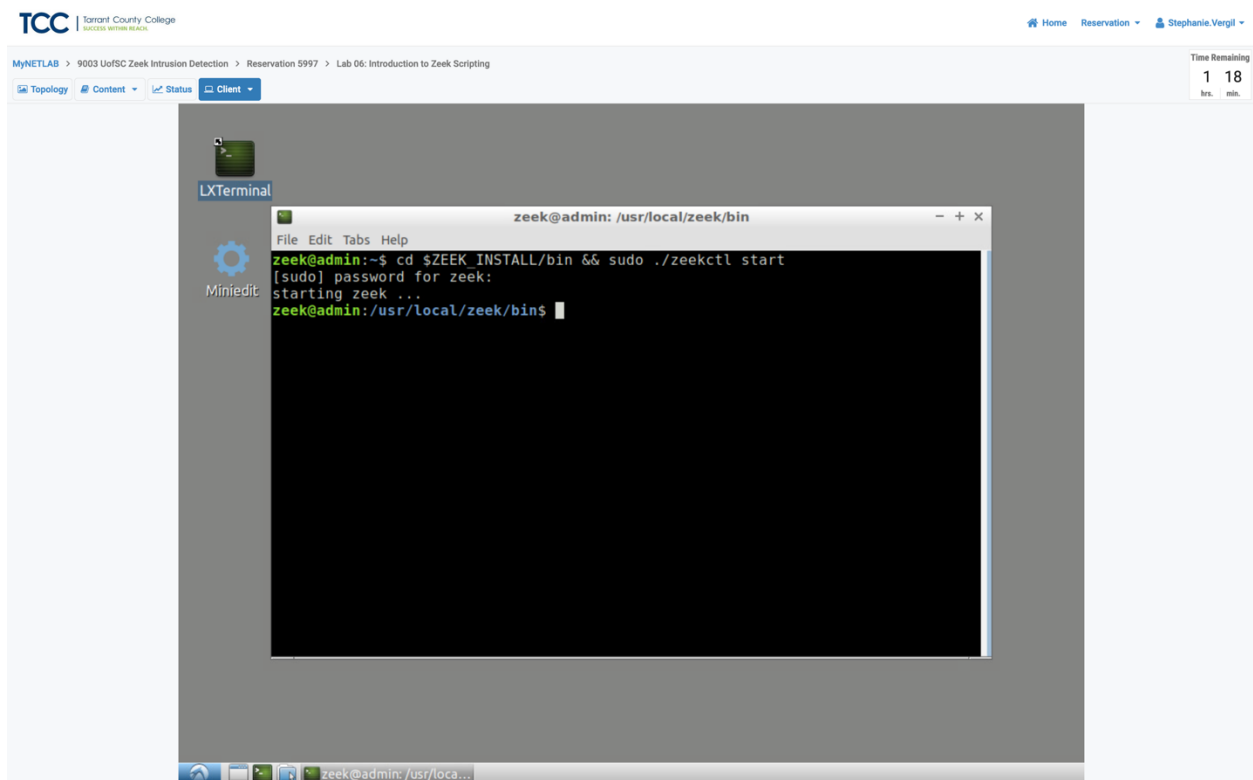 TCC Tarrant County College
SUCCESS WITHIN REACH.
Home Reservation Stephanie.Vergil
MyNETLAB > 9003 UofSC Zeek Intrusion Detection > Reservation 5997 > Lab 06: Introduction to Zeek Scripting
Time Remaining
1 18
hrs. min.
Topology Content Status Client
LXTerminal
zeek@admin: /usr/local/zeek/bin
File Edit Tabs Help
zeek@admin:~$ cd $ZEEK_INSTALL/bin && sudo ./zeekctl start
[sudo] password for zeek:
starting zeek ...
zeek@admin:/usr/local/zeek/bin$
Miniedit
zeek@admin: /usr/loca...